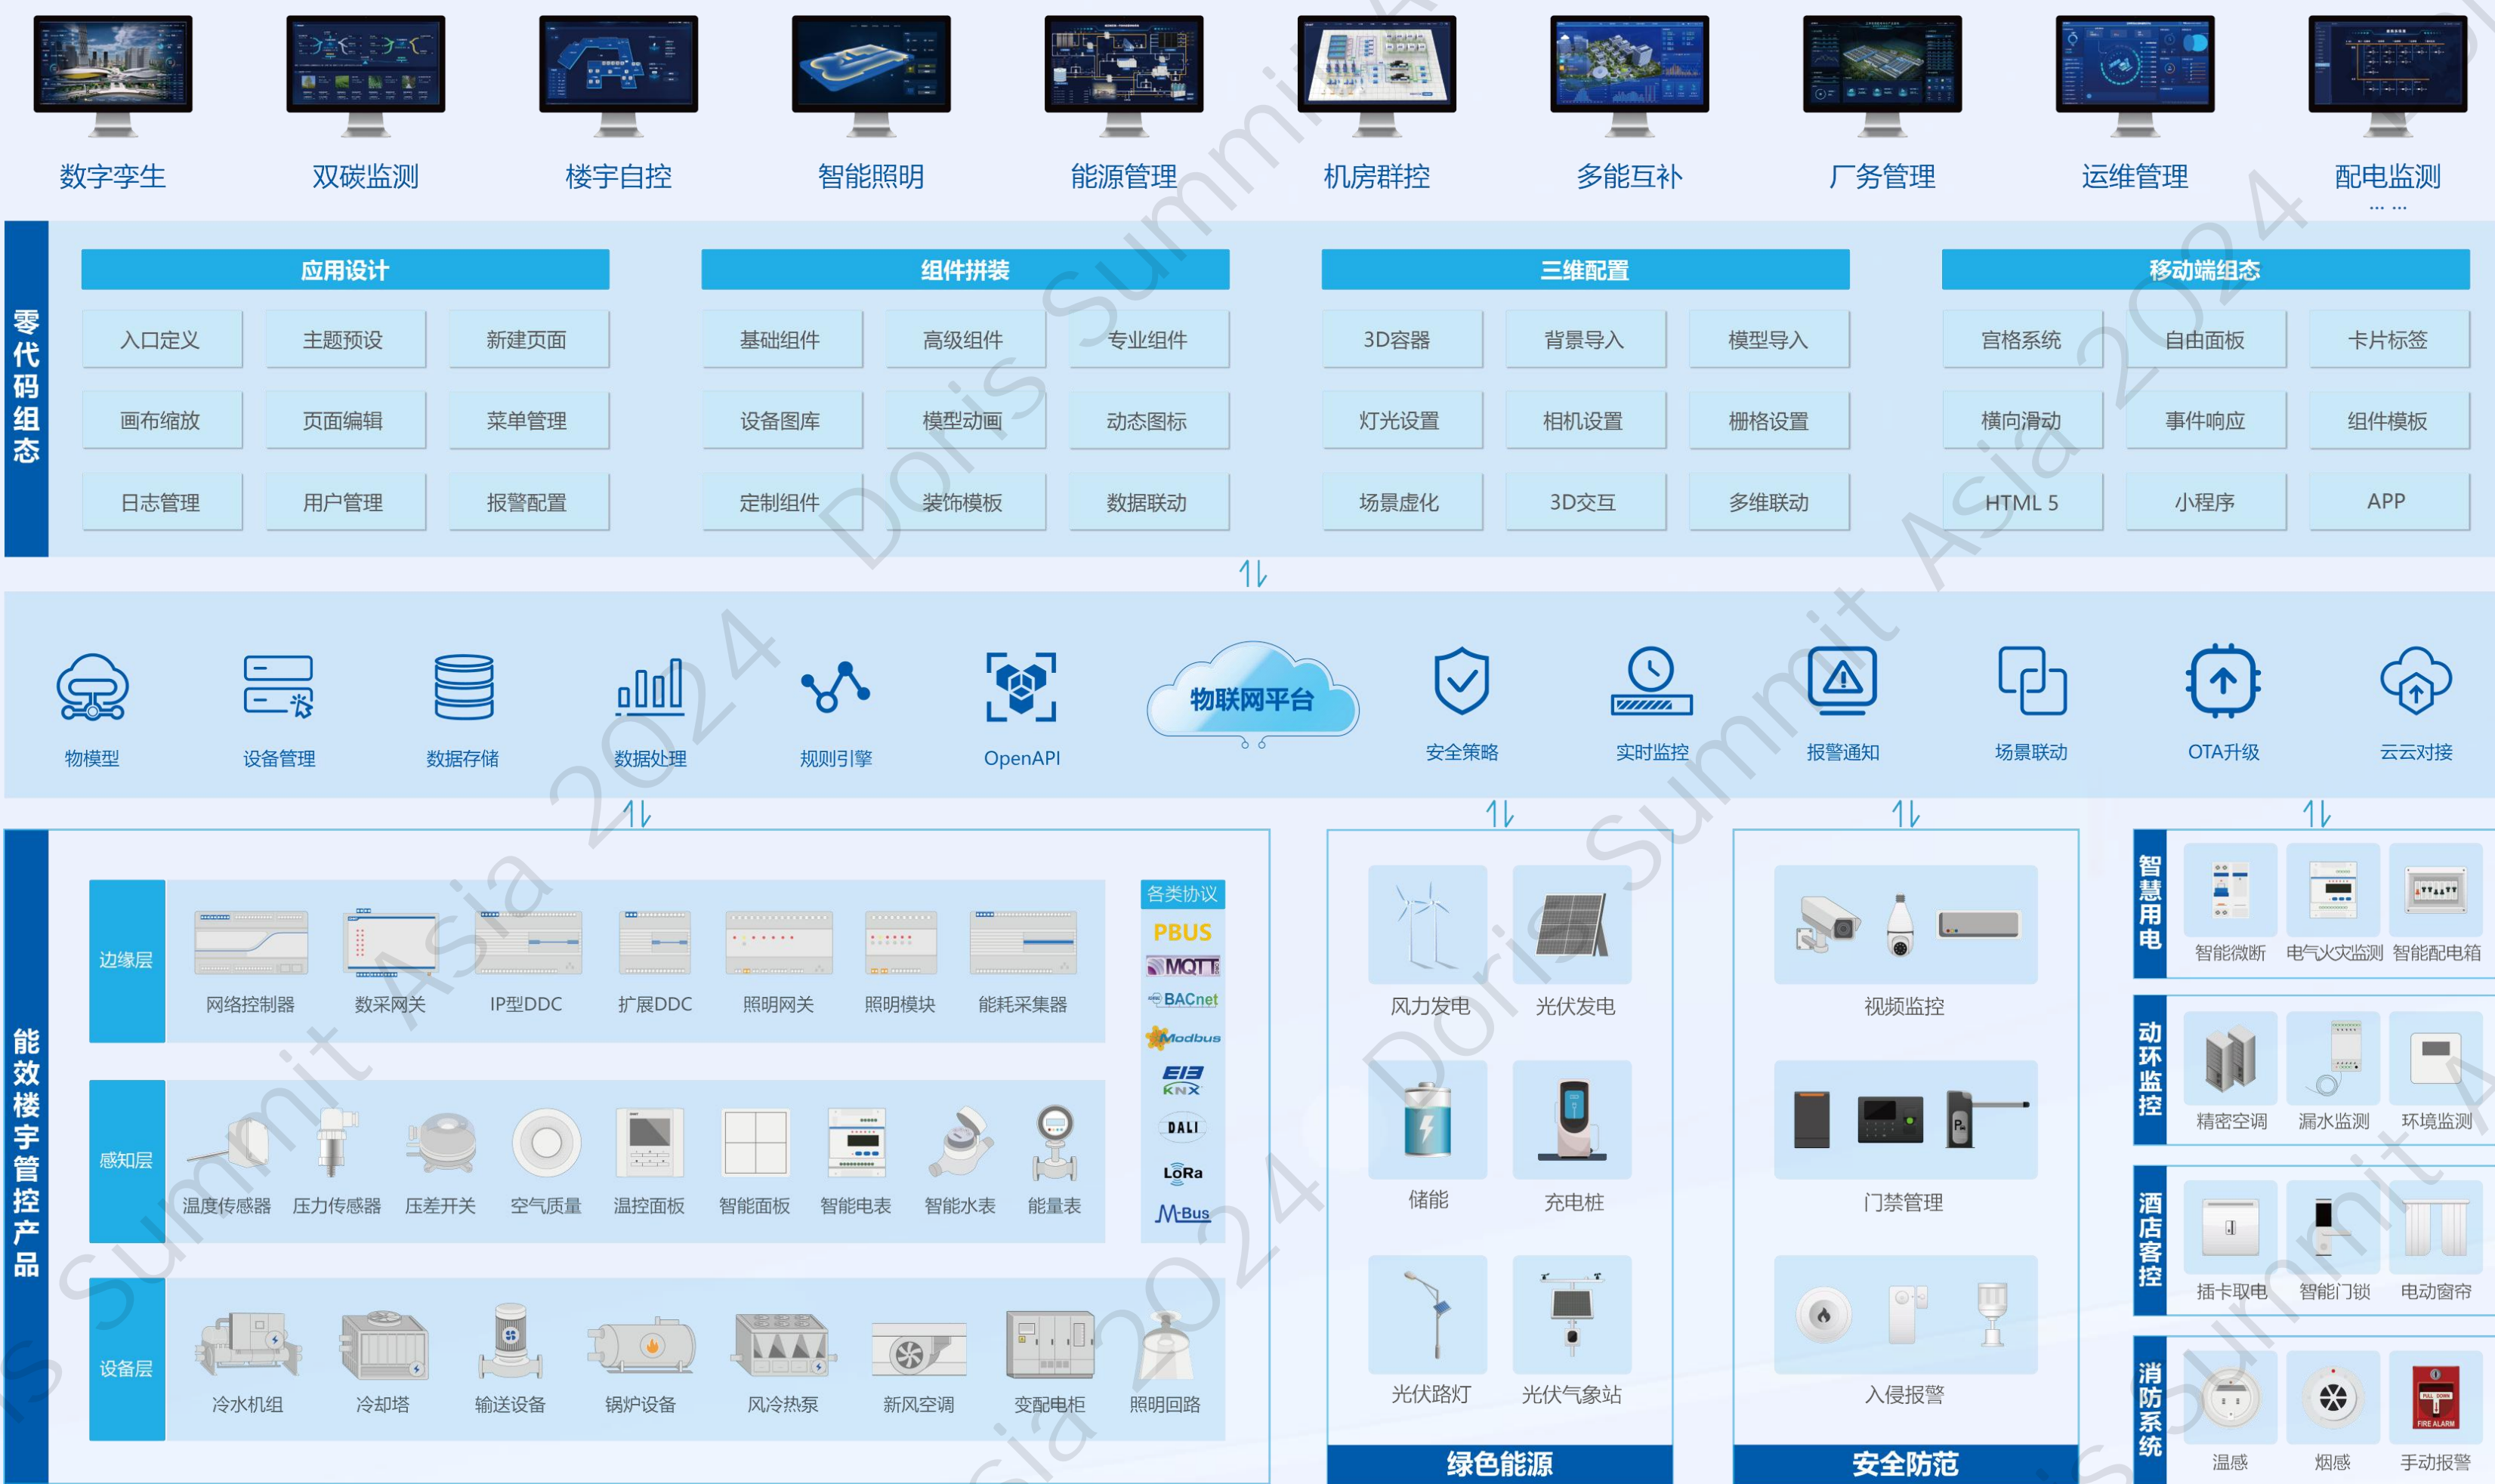 数字孪生
双碳监测
楼宇自控
智能照明
能源管理
机房群控
多能互补
厂务管理
运维管理
配电监测
... ...
零代码组态
应用设计
入口定义
主题预设
新建页面
画布缩放
页面编辑
菜单管理
日志管理
用户管理
报警配置
组件拼装
基础组件
高级组件
专业组件
设备图库
模型动画
动态图标
定制组件
装饰模板
数据联动
三维配置
3D容器
背景导入
模型导入
灯光设置
相机设置
栅格设置
场景虚化
3D交互
多维联动
移动端组态
宫格系统
自由面板
卡片标签
横向滑动
事件响应
组件模板
HTML 5
小程序
APP
物模型
设备管理
数据存储
数据处理
规则引擎
OpenAPI
物联网平台
安全策略
实时监控
报警通知
场景联动
OTA升级
云云对接
能效楼宇管控产品
边缘层
网络控制器
数采网关
IP型DDC
扩展DDC
照明网关
照明模块
能耗采集器
感知层
温度传感器
压力传感器
压差开关
空气质量
温控面板
智能面板
智能电表
智能水表
能量表
设备层
冷水机组
冷却塔
输送设备
锅炉设备
风冷热泵
新风空调
变配电柜
照明回路
各类协议
PBUS
MQTT
BACnet
Modbus
EIB
KNX
DALI
LoRa
M-Bus
风力发电
光伏发电
储能
充电桩
光伏路灯
光伏气象站
绿色能源
视频监控
门禁管理
入侵报警
安全防范
智慧用电
智能微断
电气火灾监测
智能配电箱
动环监控
精密空调
漏水监测
环境监测
酒店客控
插卡取电
智能门锁
电动窗帘
消防系统
温感
烟感
PULL DOWN
FIRE ALARM
手动报警
Doris Summit Asia 2024